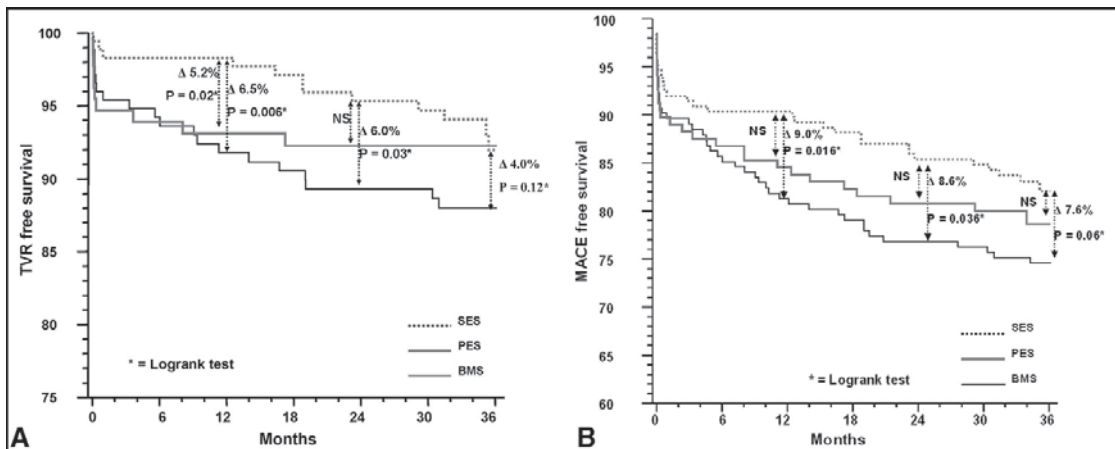 100
95
90
85
80
75
TVR free survival
Δ 5.2%
P = 0.02*
Δ 6.5%
P = 0.006*
NS
Δ 6.0%
P = 0.03*
Δ 4.0%
P = 0.12*
SES
PES
BMS
* = Logrank test
0 6 12 18 24 30 36
Months
A
100
95
90
85
80
75
70
65
60
MACE free survival
NS
Δ 9.0%
P = 0.016*
NS
Δ 8.6%
P = 0.036*
NS
Δ 7.6%
P = 0.06*
SES
PES
BMS
* = Logrank test
0 6 12 18 24 30 36
Months
B